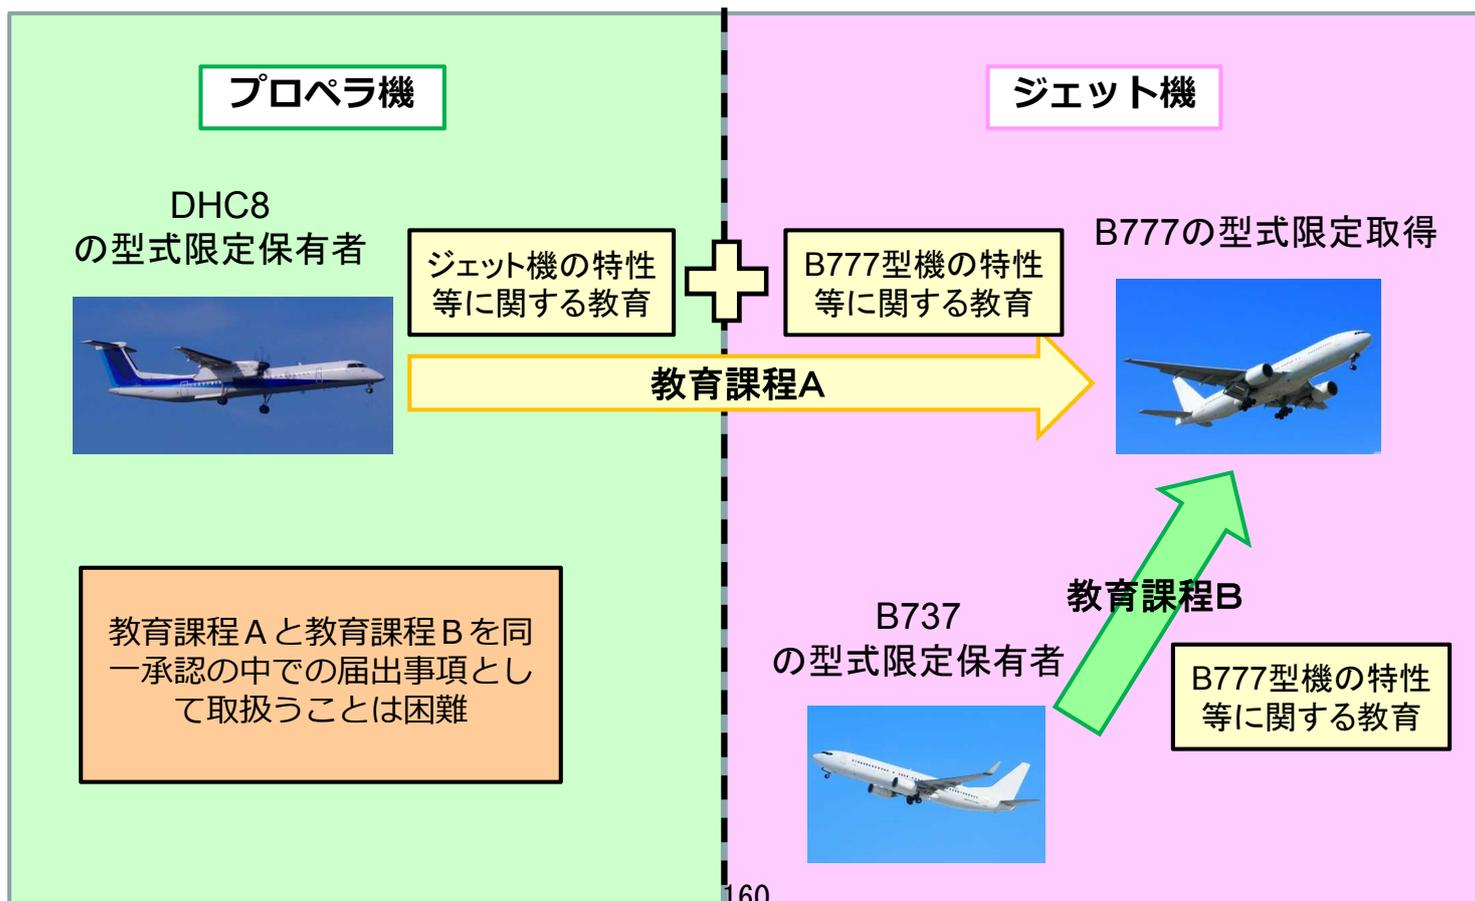 プロペラ機
ジェット機
DHC8
の型式限定保有者
ジェット機の特性
等に関する教育
B777型機の特性
等に関する教育
B777の型式限定取得
教育課程A
教育課程Aと教育課程Bを同
一承認の中での届出事項とし
て取扱うことは困難
B737
の型式限定保有者
教育課程B
B777型機の特性
等に関する教育
160